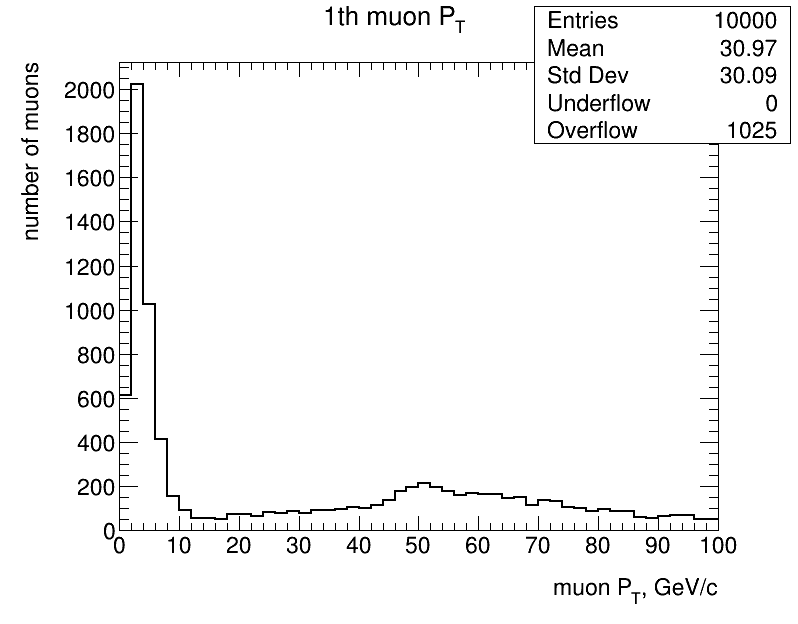 1th muon PT
Entries 10000
Mean 30.97
Std Dev 30.09
Underflow 0
Overflow 1025
number of muons
2000
1800
1600
1400
1200
1000
800
600
400
200
0
0 10 20 30 40 50 60 70 80 90 100
muon PT, GeV/c